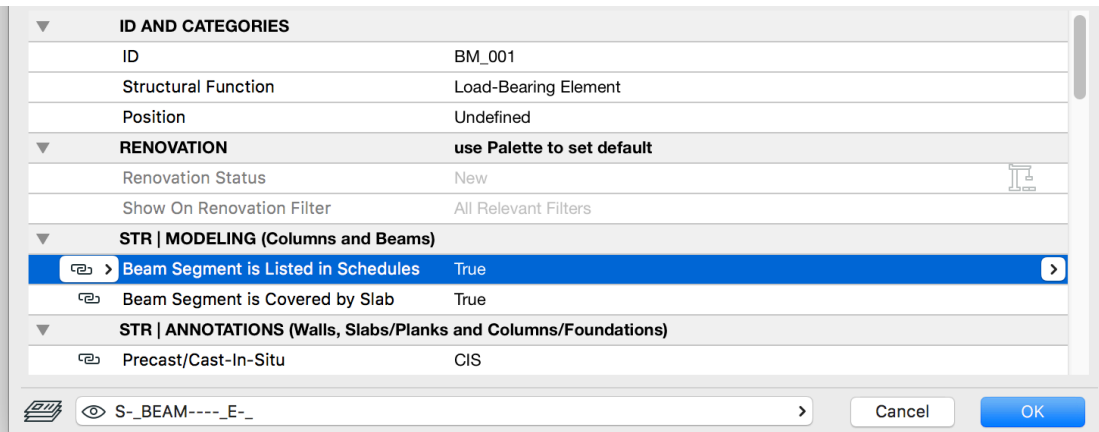 ID AND CATEGORIES
ID BM_001
Structural Function Load-Bearing Element
Position Undefined
RENOVATION use Palette to set default
Renovation Status New
Show On Renovation Filter All Relevant Filters
STR | MODELING (Columns and Beams)
Beam Segment is Listed in Schedules True
Beam Segment is Covered by Slab True
STR | ANNOTATIONS (Walls, Slabs/Planks and Columns/Foundations)
Precast/Cast-In-Situ CIS
S-_BEAM----_E-_ Cancel OK